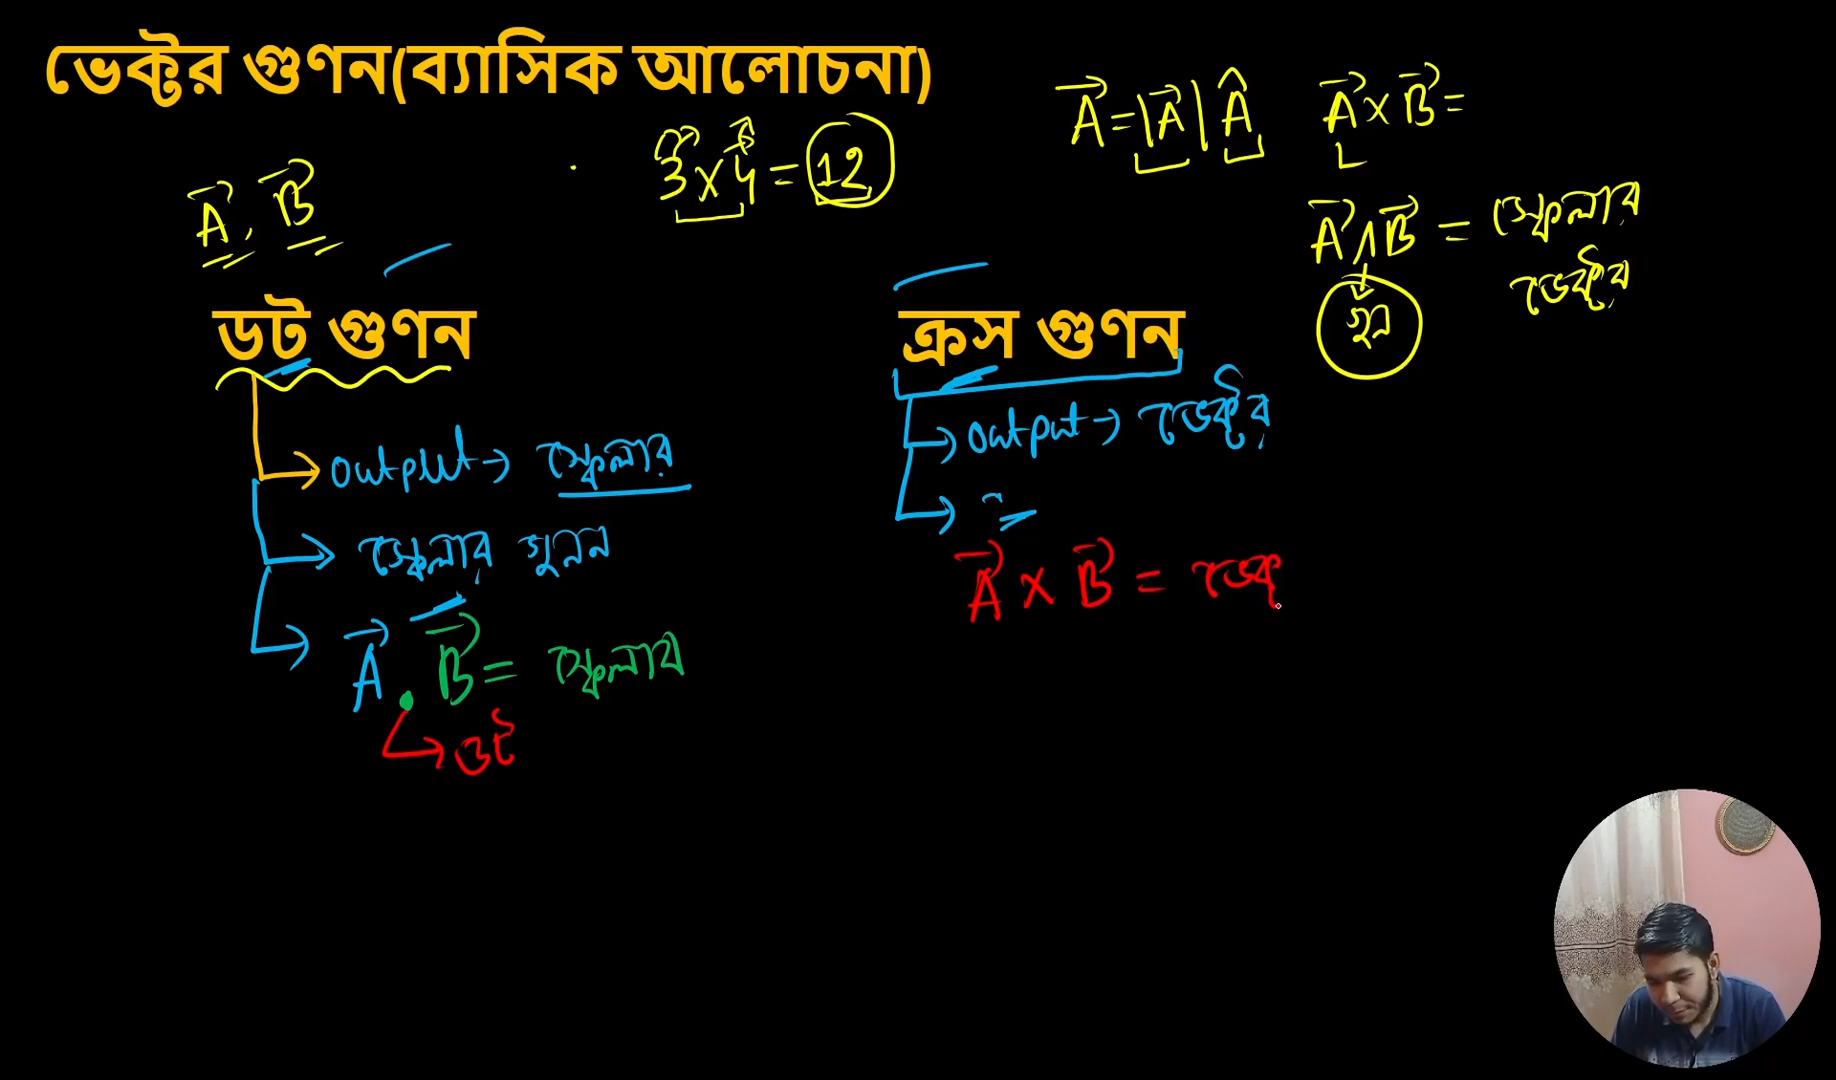 ভেক্টর গুণন(ব্যাসিক আলোচনা)
A⃗ = |A⃗| Â
A⃗ × B⃗ =
3 × 4 = 12
A⃗, B⃗
A⃗ ∧ B⃗ = স্কেলার
ভেক্টর
গুন
ডট গুণন
ক্রস গুণন
output → স্কেলার
output → ভেক্টর
স্কেলার গুনন
A⃗ × B⃗ = ভেক্
A⃗ . B⃗ = স্কেলার
ডট